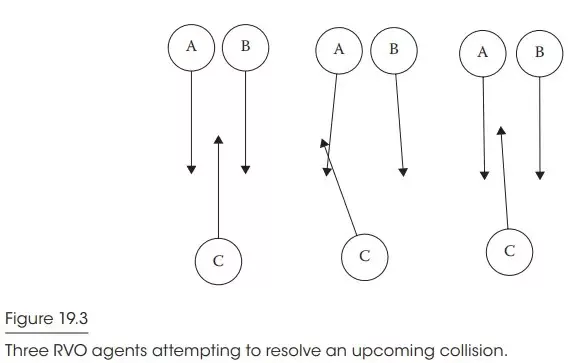 A B A B A B
C C C
Figure 19.3
Three RVO agents attempting to resolve an upcoming collision.